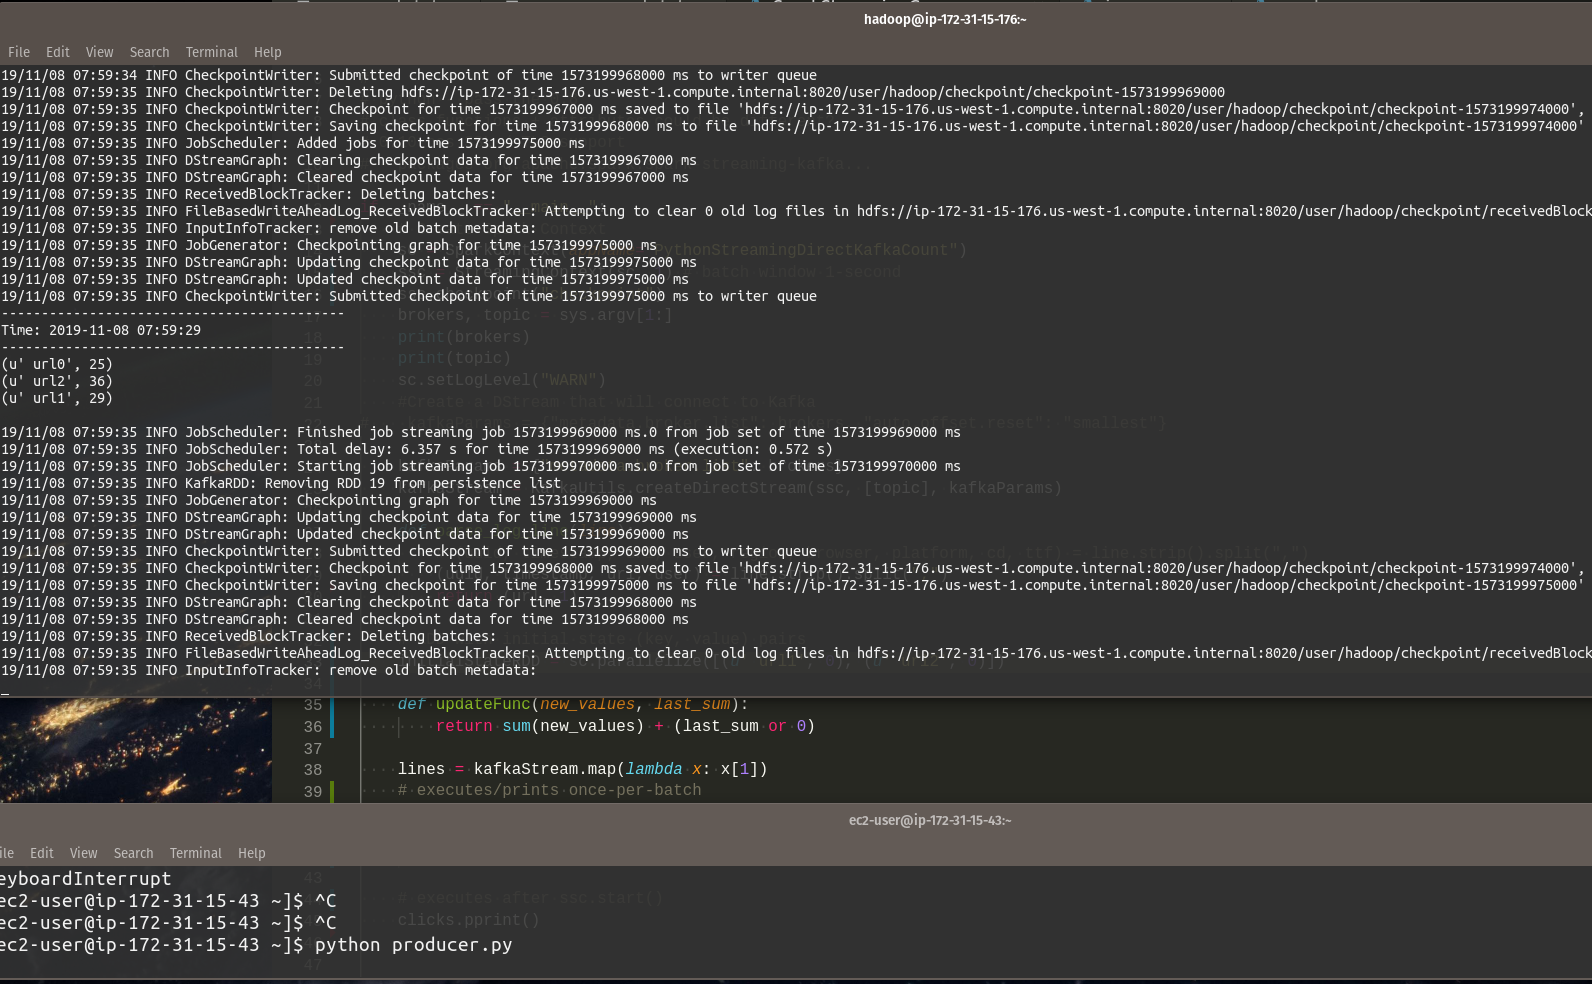 hadoop@ip-172-31-15-176:~
File Edit View Search Terminal Help
19/11/08 07:59:34 INFO CheckpointWriter: Submitted checkpoint of time 1573199968000 ms to writer queue
19/11/08 07:59:35 INFO CheckpointWriter: Deleting hdfs://ip-172-31-15-176.us-west-1.compute.internal:8020/user/hadoop/checkpoint/checkpoint-1573199969000
19/11/08 07:59:35 INFO CheckpointWriter: Checkpoint for time 1573199967000 ms saved to file 'hdfs://ip-172-31-15-176.us-west-1.compute.internal:8020/user/hadoop/checkpoint/checkpoint-1573199974000',
19/11/08 07:59:35 INFO CheckpointWriter: Saving checkpoint for time 1573199968000 ms to file 'hdfs://ip-172-31-15-176.us-west-1.compute.internal:8020/user/hadoop/checkpoint/checkpoint-1573199974000'
19/11/08 07:59:35 INFO JobScheduler: Added jobs for time 1573199975000 ms
19/11/08 07:59:35 INFO DStreamGraph: Clearing checkpoint data for time 1573199967000 ms
19/11/08 07:59:35 INFO DStreamGraph: Cleared checkpoint data for time 1573199967000 ms
19/11/08 07:59:35 INFO ReceivedBlockTracker: Deleting batches:
19/11/08 07:59:35 INFO FileBasedWriteAheadLog_ReceivedBlockTracker: Attempting to clear 0 old log files in hdfs://ip-172-31-15-176.us-west-1.compute.internal:8020/user/hadoop/checkpoint/receivedBlock
19/11/08 07:59:35 INFO InputInfoTracker: remove old batch metadata:
19/11/08 07:59:35 INFO JobGenerator: Checkpointing graph for time 1573199975000 ms
19/11/08 07:59:35 INFO DStreamGraph: Updating checkpoint data for time 1573199975000 ms
19/11/08 07:59:35 INFO DStreamGraph: Updated checkpoint data for time 1573199975000 ms
19/11/08 07:59:35 INFO CheckpointWriter: Submitted checkpoint of time 1573199975000 ms to writer queue
-------------------------------------------
Time: 2019-11-08 07:59:29
-------------------------------------------
(u' url0', 25)
(u' url2', 36)
(u' url1', 29)
19/11/08 07:59:35 INFO JobScheduler: Finished job streaming job 1573199969000 ms.0 from job set of time 1573199969000 ms
19/11/08 07:59:35 INFO JobScheduler: Total delay: 6.357 s for time 1573199969000 ms (execution: 0.572 s)
19/11/08 07:59:35 INFO JobScheduler: Starting job streaming job 1573199970000 ms.0 from job set of time 1573199970000 ms
19/11/08 07:59:35 INFO KafkaRDD: Removing RDD 19 from persistence list
19/11/08 07:59:35 INFO JobGenerator: Checkpointing graph for time 1573199969000 ms
19/11/08 07:59:35 INFO DStreamGraph: Updating checkpoint data for time 1573199969000 ms
19/11/08 07:59:35 INFO DStreamGraph: Updated checkpoint data for time 1573199969000 ms
19/11/08 07:59:35 INFO CheckpointWriter: Submitted checkpoint of time 1573199969000 ms to writer queue
19/11/08 07:59:35 INFO CheckpointWriter: Checkpoint for time 1573199968000 ms saved to file 'hdfs://ip-172-31-15-176.us-west-1.compute.internal:8020/user/hadoop/checkpoint/checkpoint-1573199974000',
19/11/08 07:59:35 INFO CheckpointWriter: Saving checkpoint for time 1573199975000 ms to file 'hdfs://ip-172-31-15-176.us-west-1.compute.internal:8020/user/hadoop/checkpoint/checkpoint-1573199975000'
19/11/08 07:59:35 INFO DStreamGraph: Clearing checkpoint data for time 1573199968000 ms
19/11/08 07:59:35 INFO DStreamGraph: Cleared checkpoint data for time 1573199968000 ms
19/11/08 07:59:35 INFO ReceivedBlockTracker: Deleting batches:
19/11/08 07:59:35 INFO FileBasedWriteAheadLog_ReceivedBlockTracker: Attempting to clear 0 old log files in hdfs://ip-172-31-15-176.us-west-1.compute.internal:8020/user/hadoop/checkpoint/receivedBlock
19/11/08 07:59:35 INFO InputInfoTracker: remove old batch metadata:
17 brokers, topic = sys.argv[1:]
18 print(brokers)
19 print(topic)
20 sc.setLogLevel("WARN")
21 #Create a DStream that will connect to Kafka
35 def updateFunc(new_values, last_sum):
36 return sum(new_values) + (last_sum or 0)
37
38 lines = kafkaStream.map(lambda x: x[1])
39 # executes/prints once-per-batch
ec2-user@ip-172-31-15-43:~
ile Edit View Search Terminal Help
eyboardInterrupt
ec2-user@ip-172-31-15-43 ~]$ ^C
ec2-user@ip-172-31-15-43 ~]$ ^C
ec2-user@ip-172-31-15-43 ~]$ python producer.py
43
# executes after ssc.start()
clicks.pprint()
47